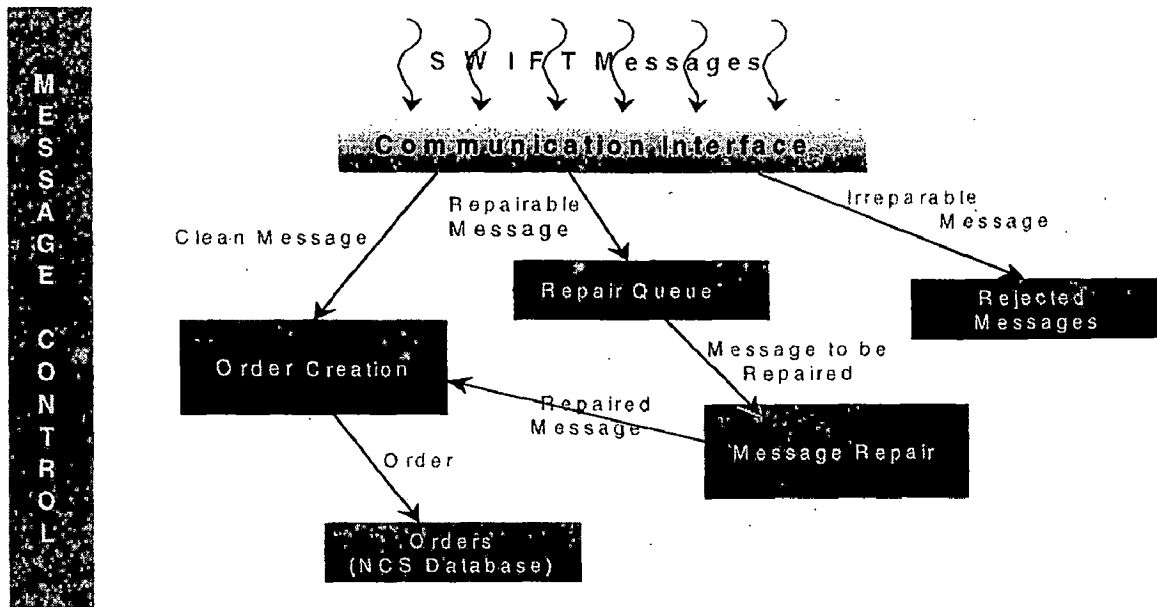 MESSAGE CONTROL
SWIFT Messages
Communication Interface
Clean Message
Repairable
Message
Irreparable
Message
Repair Queue
Rejected
Messages
Order Creation
Message to be
Repaired
Repaired
Message
Message Repair
Order
Orders
(NCS Database)